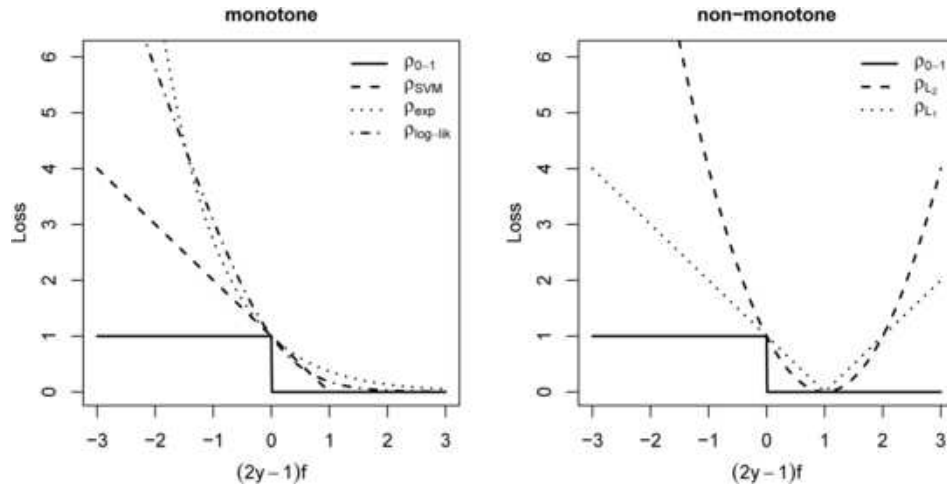 monotone
6
5
4
3
2
1
0
Loss
ρ0−1
ρSVM
ρexp
ρlog−lik
−3 −2 −1 0 1 2 3
(2y − 1)f
non−monotone
6
5
4
3
2
1
0
Loss
ρ0−1
ρL2
ρL1
−3 −2 −1 0 1 2 3
(2y − 1)f